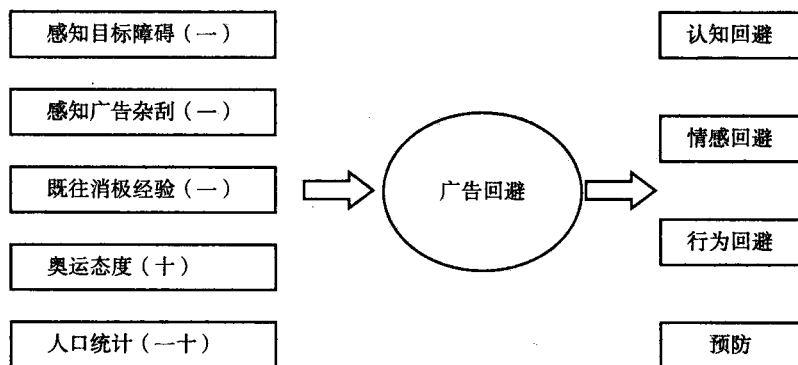 感知目标障碍（一）
感知广告杂刮（一）
既往消极经验（一）
奥运态度（十）
人口统计（一十）
广告回避
认知回避
情感回避
行为回避
预防